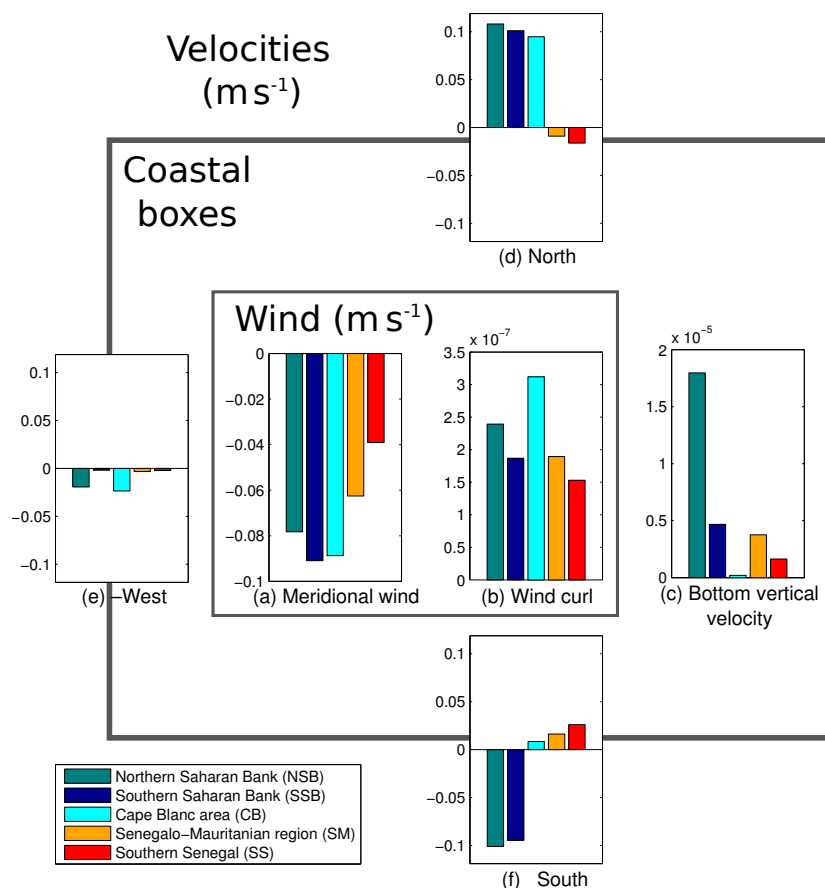 Velocities
(m s-1)
0.1
0.05
0
−0.05
−0.1
(d) North
Coastal
boxes
Wind (m s-1)
0
−0.02
−0.04
−0.06
−0.08
−0.1
(a) Meridional wind
x 10−7
3.5
3
2.5
2
1.5
1
0.5
0
(b) Wind curl
x 10−5
2
1.5
1
0.5
0
(c) Bottom vertical
velocity
0.1
0.05
0
−0.05
−0.1
(e) −West
0.1
0.05
0
−0.05
−0.1
(f) South
Northern Saharan Bank (NSB)
Southern Saharan Bank (SSB)
Cape Blanc area (CB)
Senegalo−Mauritanian region (SM)
Southern Senegal (SS)